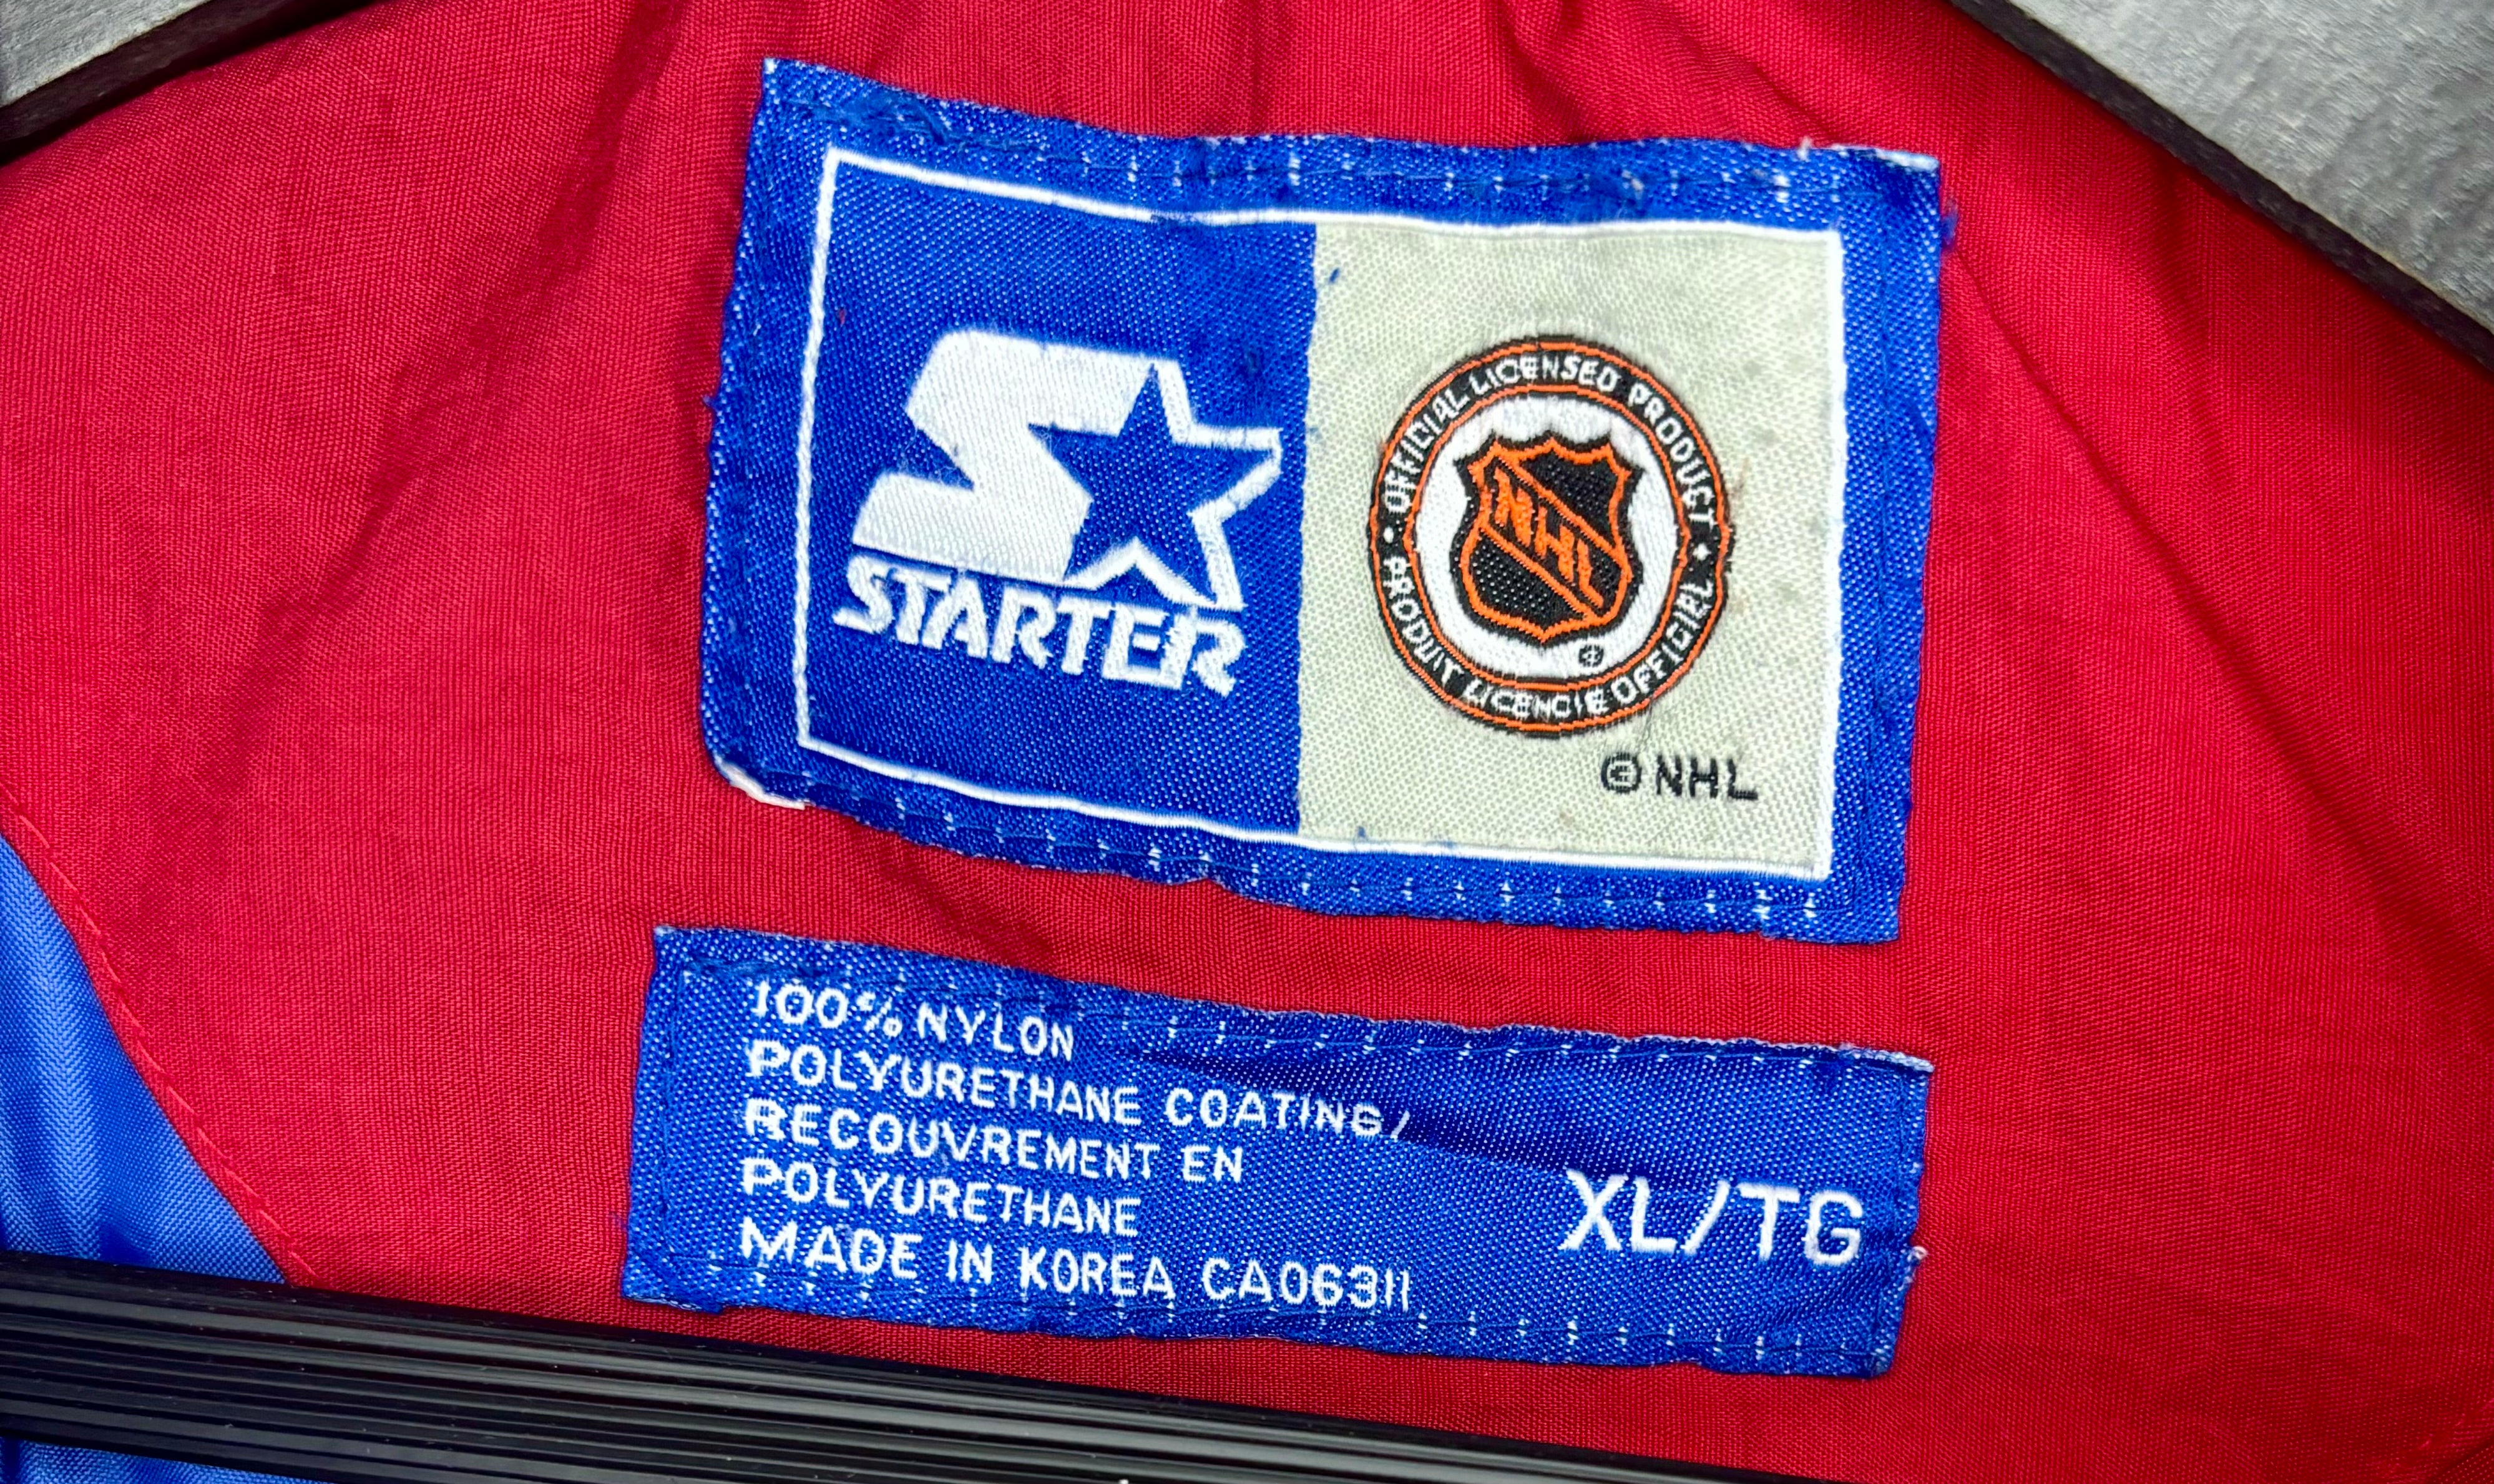 STARTER
OFFICIAL LICENSED PRODUCT
NHL
®
PRODUIT LICENCIE OFFICIEL
© NHL
100% NYLON
POLYURETHANE COATING/
RECOUVREMENT EN
POLYURETHANE
MADE IN KOREA CA06311
XL/TG